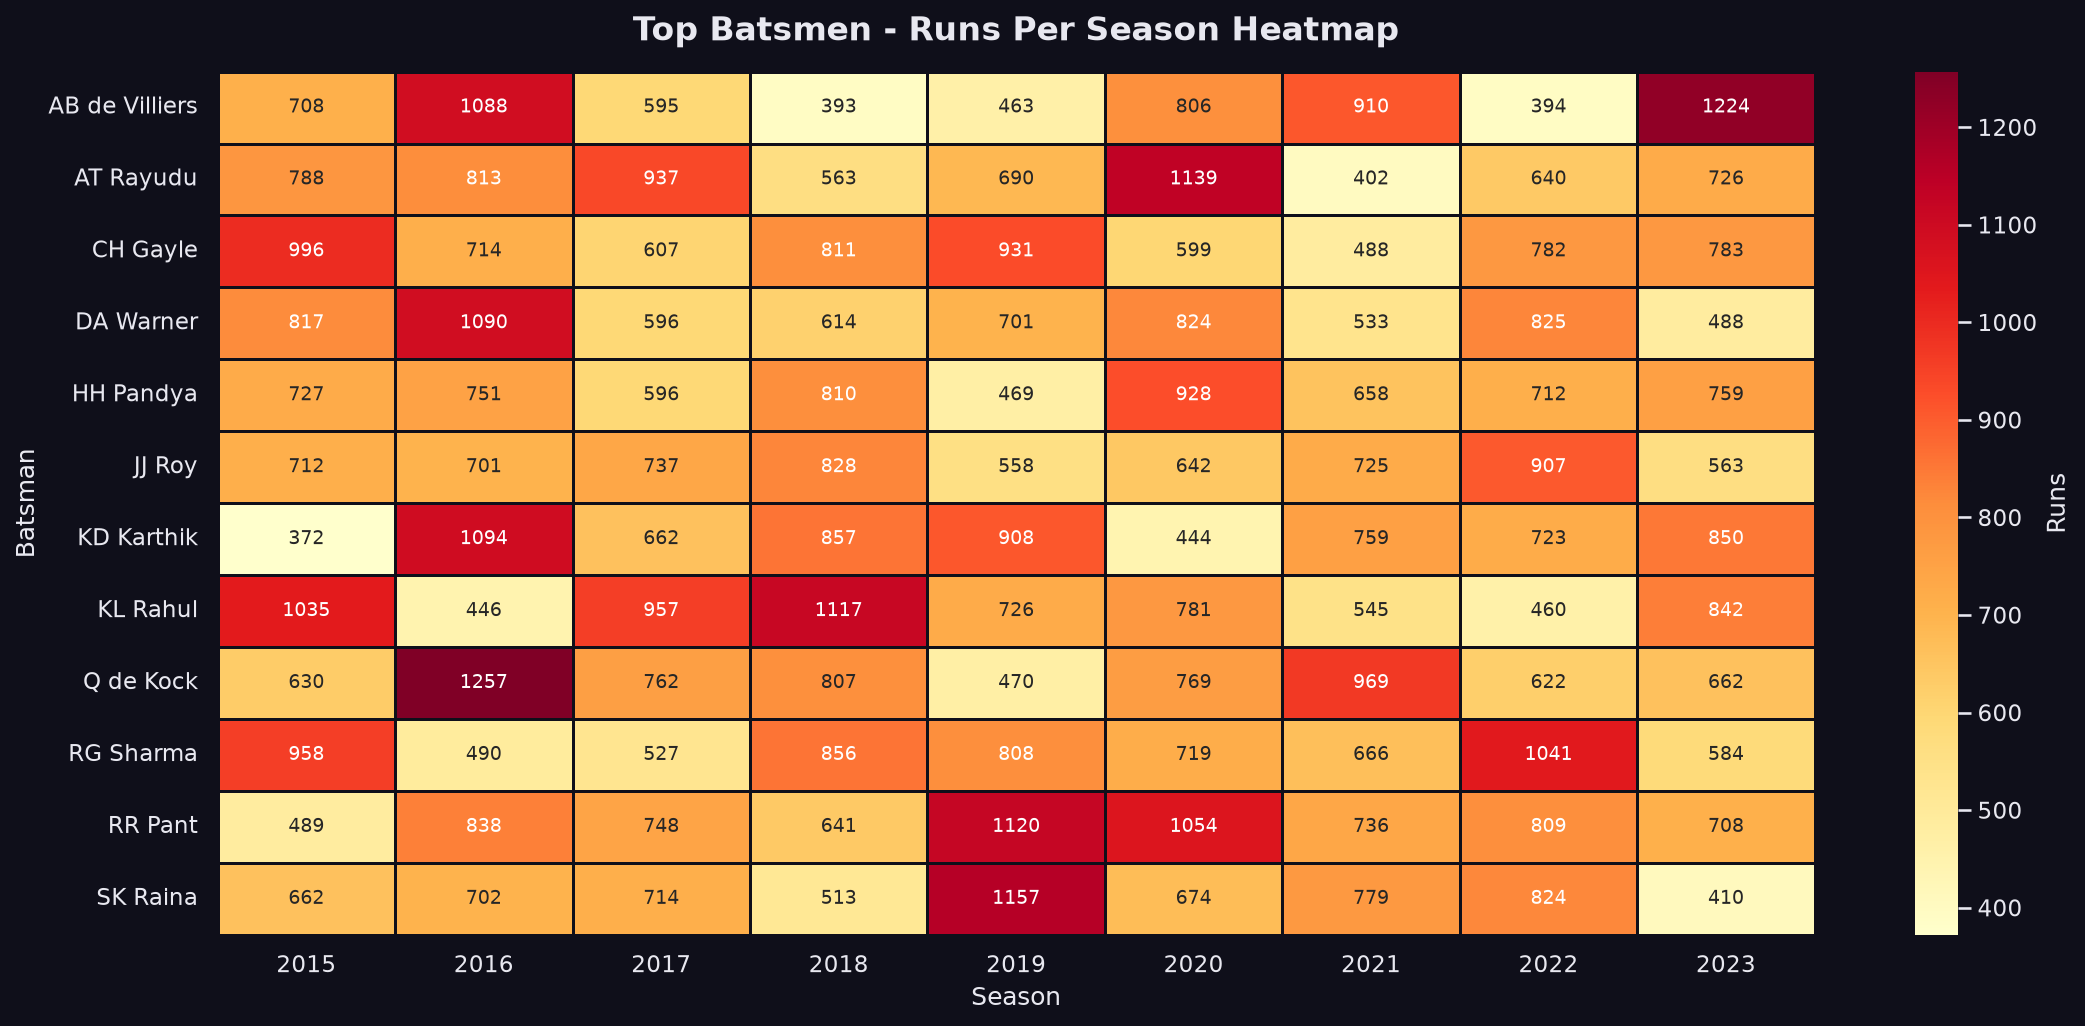 Top Batsmen - Runs Per Season Heatmap
AB de Villiers 708 1088 595 393 463 806 910 394 1224
AT Rayudu 788 813 937 563 690 1139 402 640 726
CH Gayle 996 714 607 811 931 599 488 782 783
DA Warner 817 1090 596 614 701 824 533 825 488
HH Pandya 727 751 596 810 469 928 658 712 759
JJ Roy 712 701 737 828 558 642 725 907 563
KD Karthik 372 1094 662 857 908 444 759 723 850
KL Rahul 1035 446 957 1117 726 781 545 460 842
Q de Kock 630 1257 762 807 470 769 969 622 662
RG Sharma 958 490 527 856 808 719 666 1041 584
RR Pant 489 838 748 641 1120 1054 736 809 708
SK Raina 662 702 714 513 1157 674 779 824 410
2015 2016 2017 2018 2019 2020 2021 2022 2023
Season
Batsman
1200
1100
1000
900
800
700
600
500
400
Runs